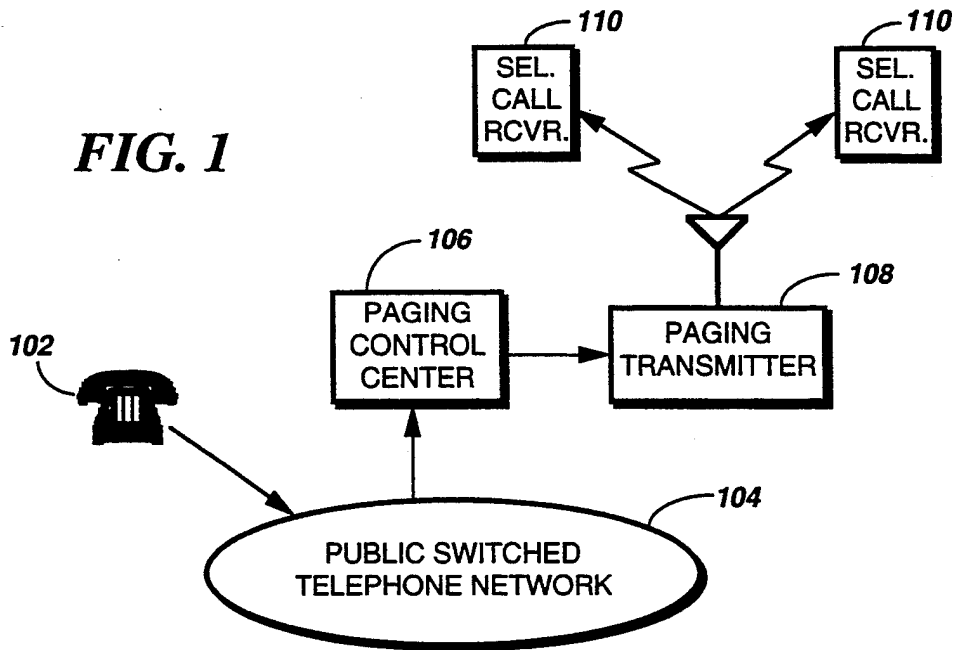 110
110
SEL.
CALL
RCVR.
SEL.
CALL
RCVR.
FIG. 1
106
108
PAGING
CONTROL
CENTER
PAGING
TRANSMITTER
102
104
PUBLIC SWITCHED
TELEPHONE NETWORK